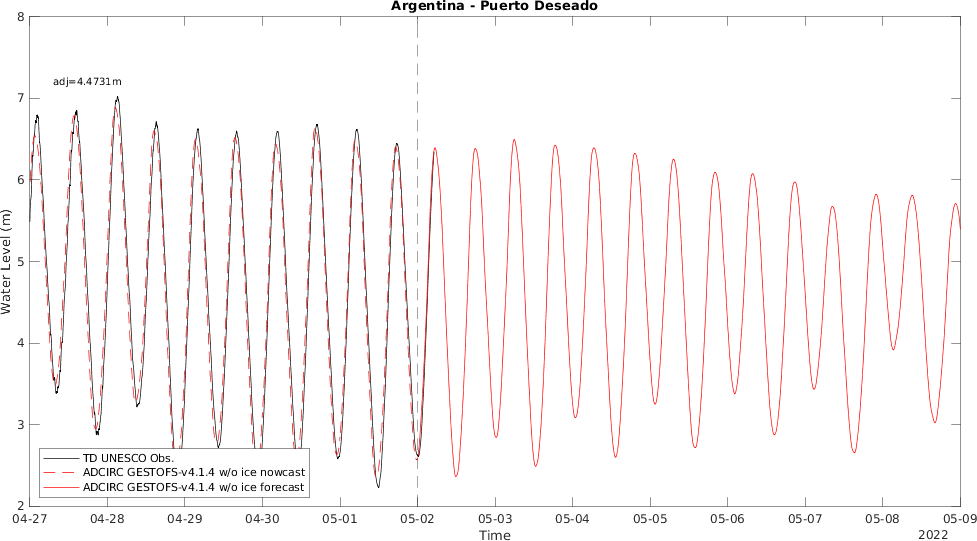 Argentina - Puerto Deseado
8
adj=4.4731m
7
6
5
4
3
2
Water Level (m)
TD UNESCO Obs.
ADCIRC GESTOFS-v4.1.4 w/o ice nowcast
ADCIRC GESTOFS-v4.1.4 w/o ice forecast
04-27 04-28 04-29 04-30 05-01 05-02 05-03 05-04 05-05 05-06 05-07 05-08 05-09
Time
2022